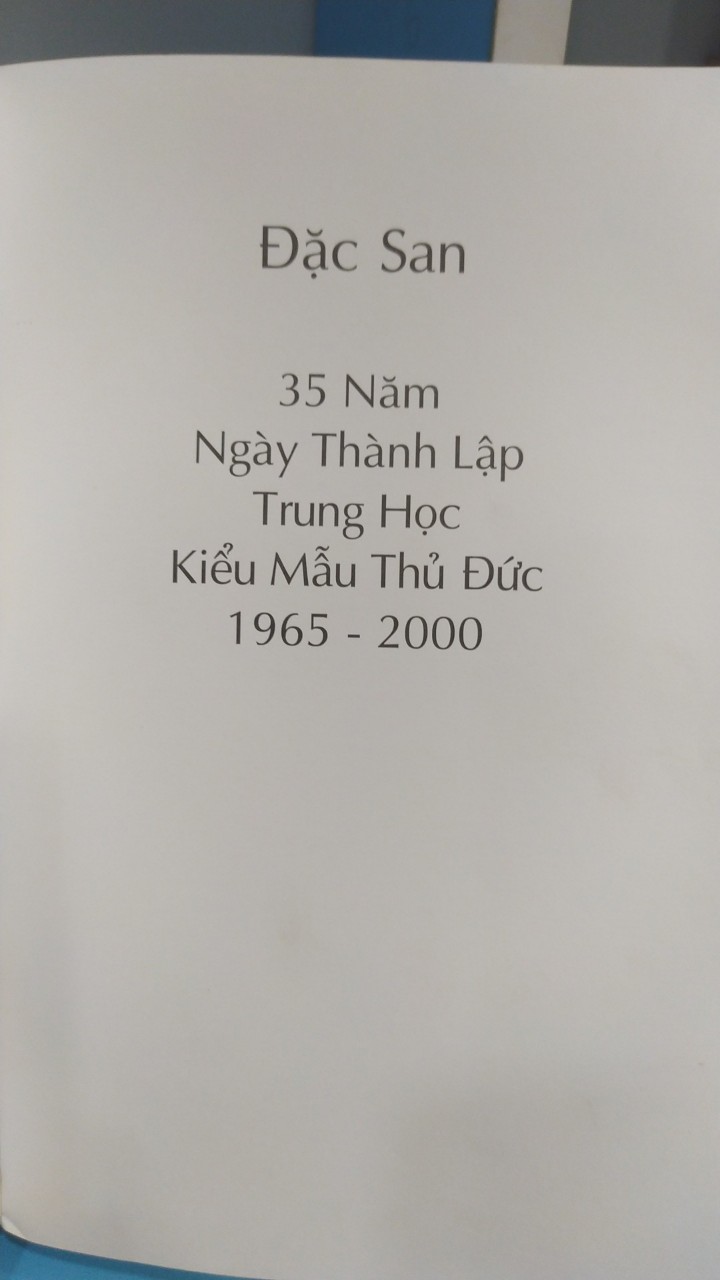 Đặc San
35 Năm
Ngày Thành Lập
Trung Học
Kiểu Mẫu Thủ Đức
1965 - 2000